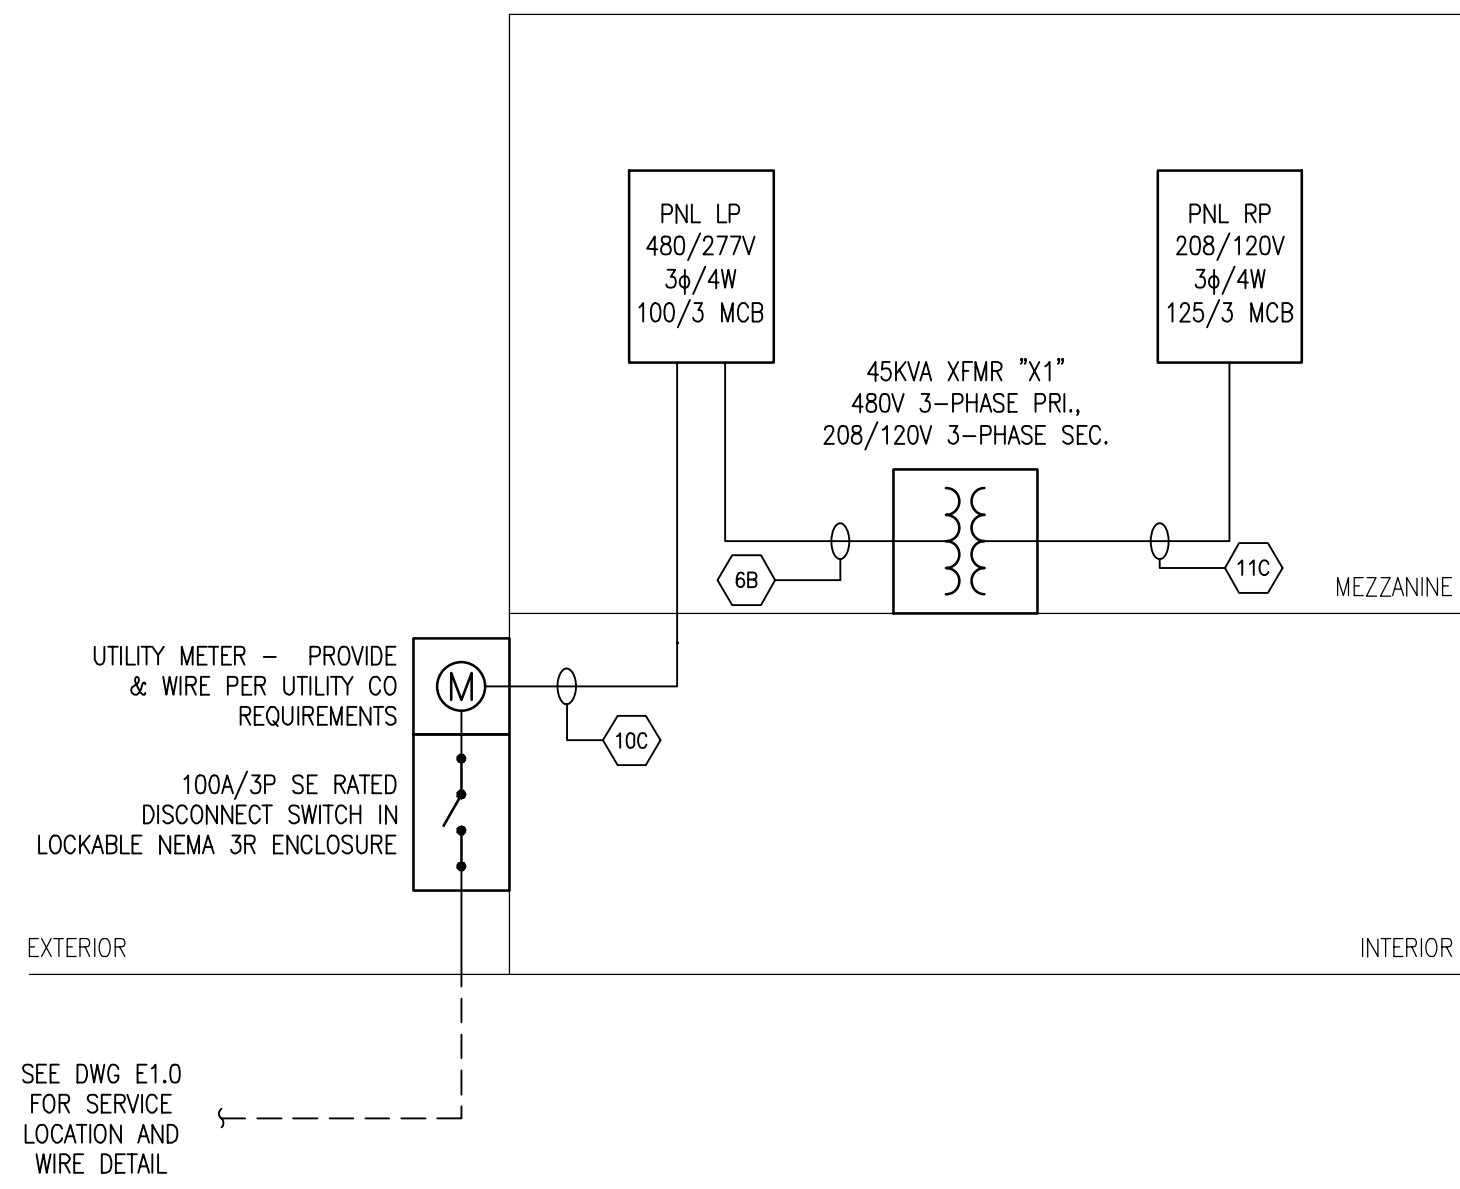 PNL LP
480/277V
3ϕ/4W
100/3 MCB
PNL RP
208/120V
3ϕ/4W
125/3 MCB
45KVA XFMR "X1"
480V 3-PHASE PRI.,
208/120V 3-PHASE SEC.
6B
11C
MEZZANINE
UTILITY METER - PROVIDE
& WIRE PER UTILITY CO
REQUIREMENTS
M
10C
100A/3P SE RATED
DISCONNECT SWITCH IN
LOCKABLE NEMA 3R ENCLOSURE
EXTERIOR
INTERIOR
SEE DWG E1.0
FOR SERVICE
LOCATION AND
WIRE DETAIL